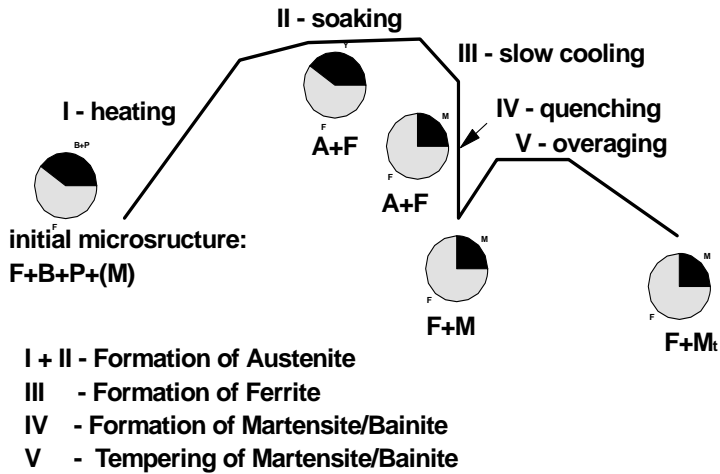 II - soaking
III - slow cooling
I - heating
IV - quenching
V - overaging
γ
F
A+F
M
F
A+F
B+P
F
initial microsructure:
F+B+P+(M)
M
F
F+M
M
F
F+Mt
I + II - Formation of Austenite
III - Formation of Ferrite
IV - Formation of Martensite/Bainite
V - Tempering of Martensite/Bainite